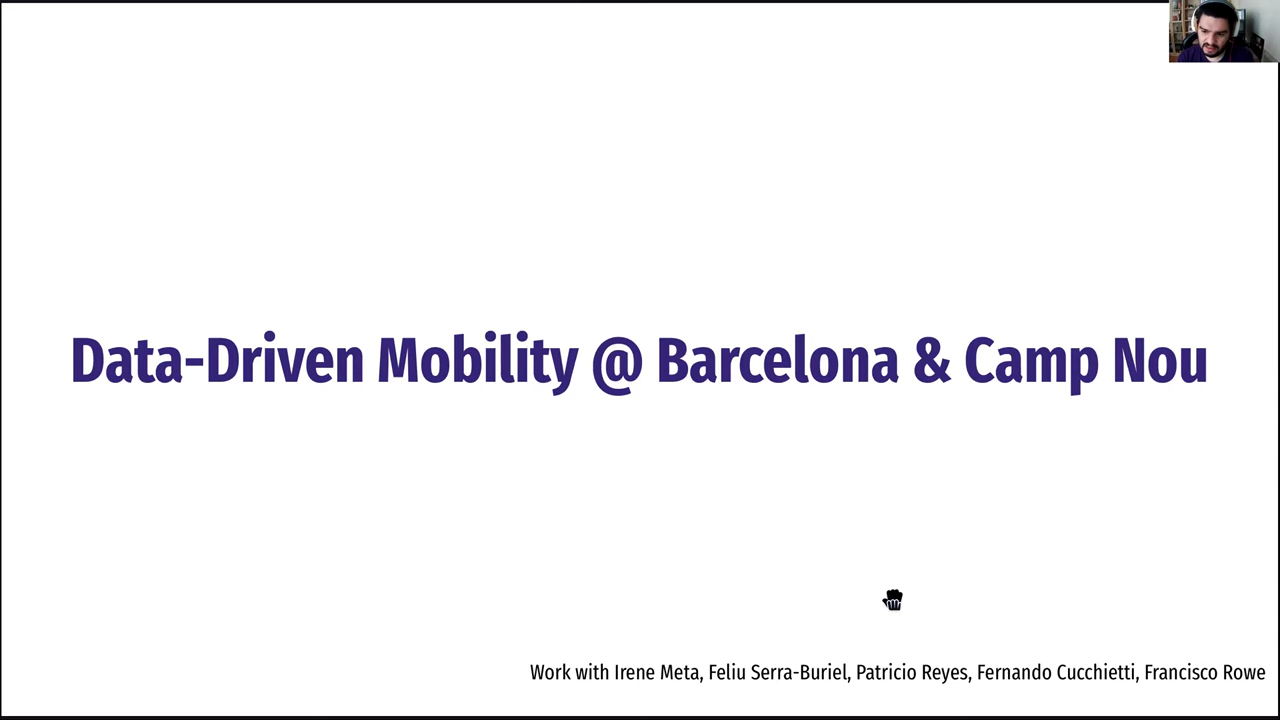 Data-Driven Mobility @ Barcelona & Camp Nou
Work with Irene Meta, Feliu Serra-Buriel, Patricio Reyes, Fernando Cucchietti, Francisco Rowe